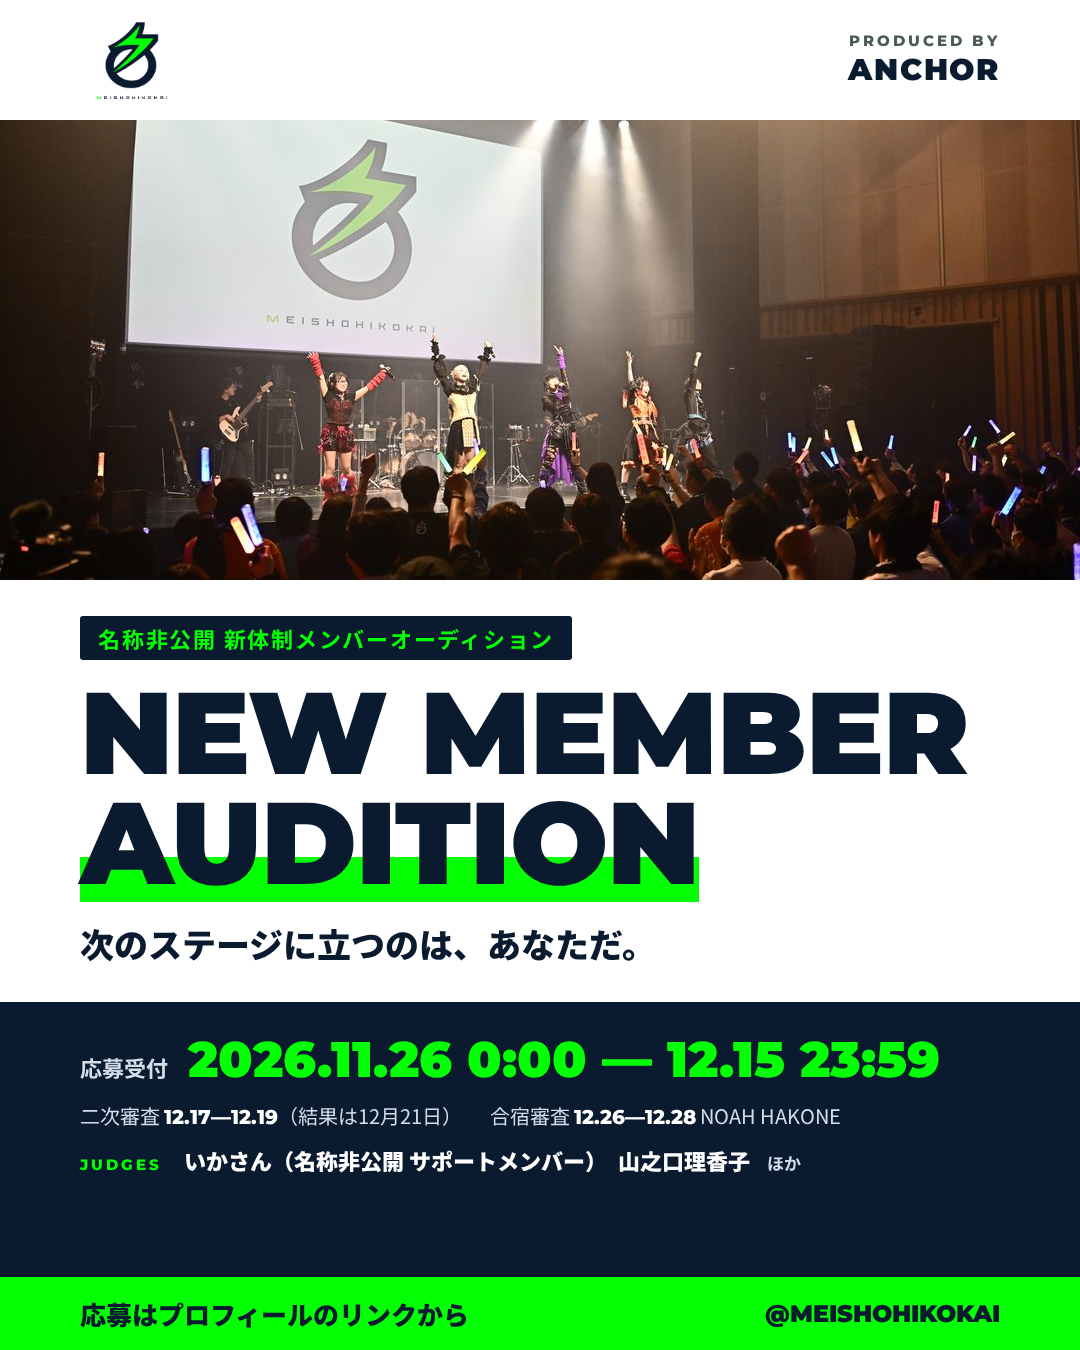 MEISHOHIKOKAI
PRODUCED BY
ANCHOR
MEISHOHIKOKAI
名称非公開 新体制メンバーオーディション
NEW MEMBER
AUDITION
次のステージに立つのは、あなただ。
応募受付 2026.11.26 0:00 — 12.15 23:59
二次審査 12.17—12.19（結果は12月21日） 合宿審査 12.26—12.28 NOAH HAKONE
JUDGES いかさん（名称非公開 サポートメンバー） 山之口理香子 ほか
応募はプロフィールのリンクから
@MEISHOHIKOKAI